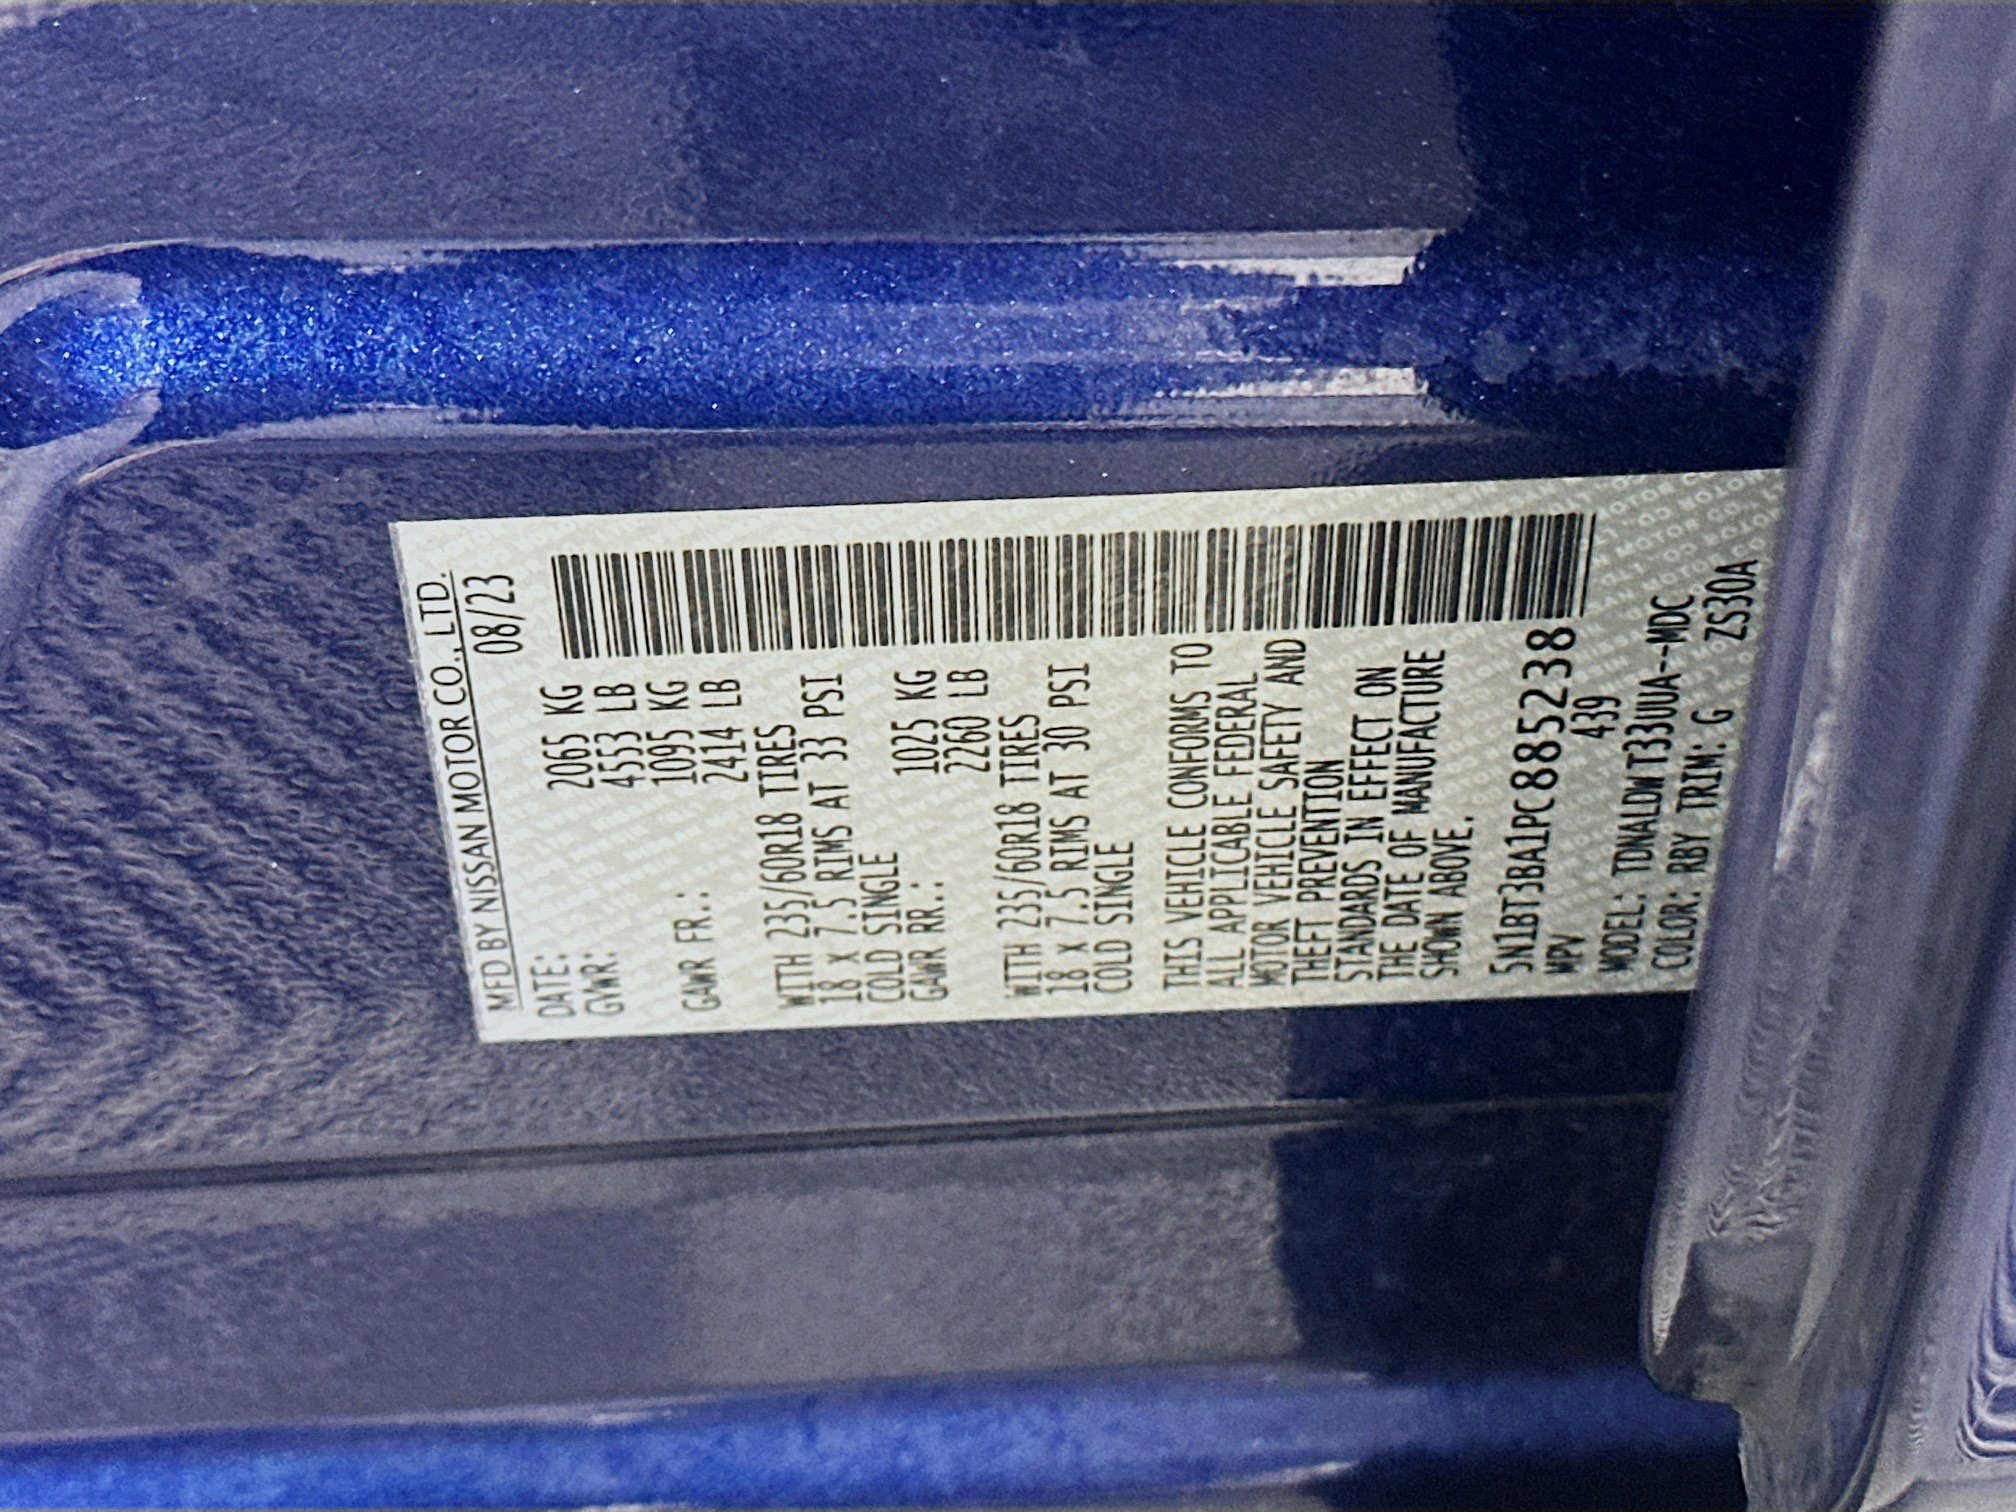 MFD BY NISSAN MOTOR CO., LTD.
DATE: 08/23
GVWR: 2065 KG
4553 LB
GAWR FR.: 1095 KG
2414 LB
WITH 235/60R18 TIRES
18 X 7.5 RIMS AT 33 PSI
COLD SINGLE
GAWR RR.: 1025 KG
2260 LB
WITH 235/60R18 TIRES
18 X 7.5 RIMS AT 30 PSI
COLD SINGLE
THIS VEHICLE CONFORMS TO
ALL APPLICABLE FEDERAL
MOTOR VEHICLE SAFETY AND
THEFT PREVENTION
STANDARDS IN EFFECT ON
THE DATE OF MANUFACTURE
SHOWN ABOVE.
5N1BT3BA1PC885238
MPV 439
MODEL: TDNALDWT33UUA--MDC
COLOR: RBY TRIM: G ZS30A